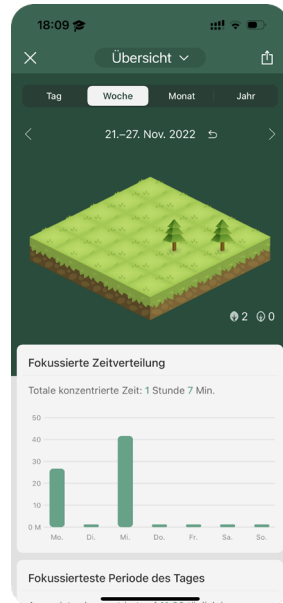 18:09
Übersicht
Tag Woche Monat Jahr
21.–27. Nov. 2022
2 0
Fokussierte Zeitverteilung
Totale konzentrierte Zeit: 1 Stunde 7 Min.
50
40
30
20
10
0 M
Mo. Di. Mi. Do. Fr. Sa. So.
Fokussierteste Periode des Tages